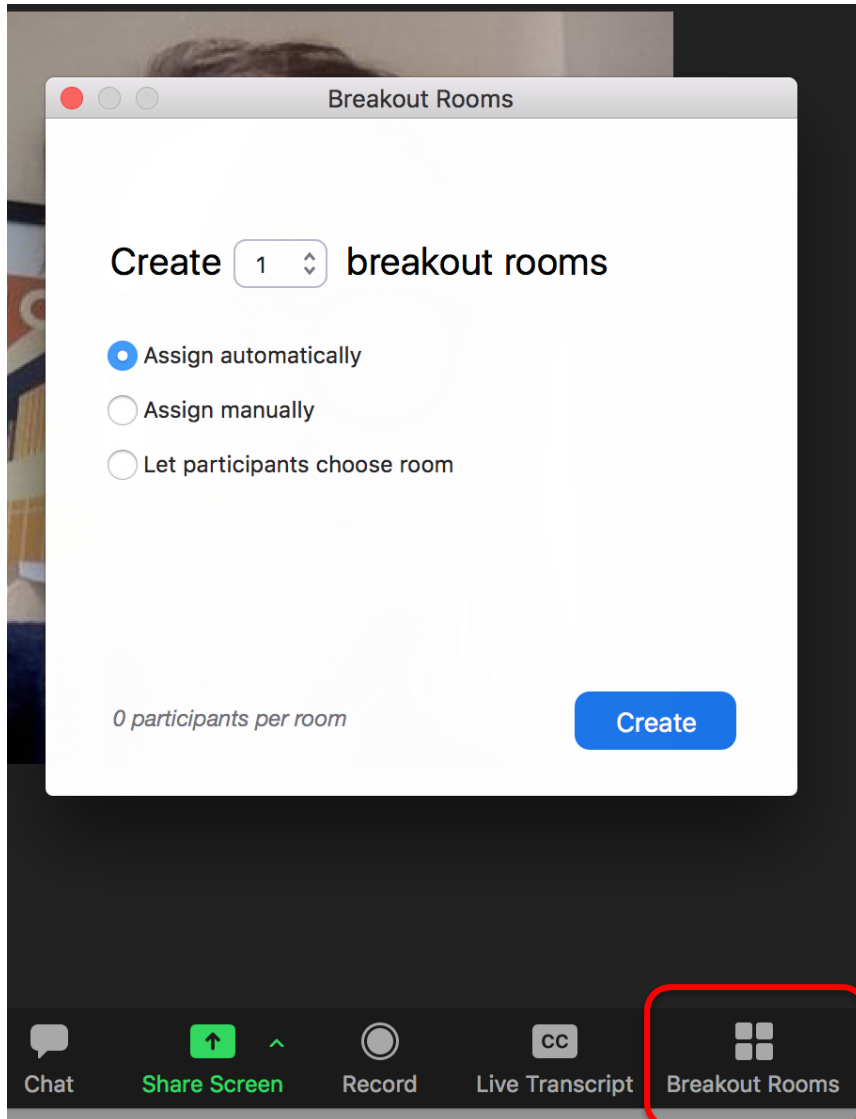 Breakout Rooms
Create 1 breakout rooms
Assign automatically
Assign manually
Let participants choose room
0 participants per room
Create
CC
Chat
Share Screen
Record
Live Transcript
Breakout Rooms